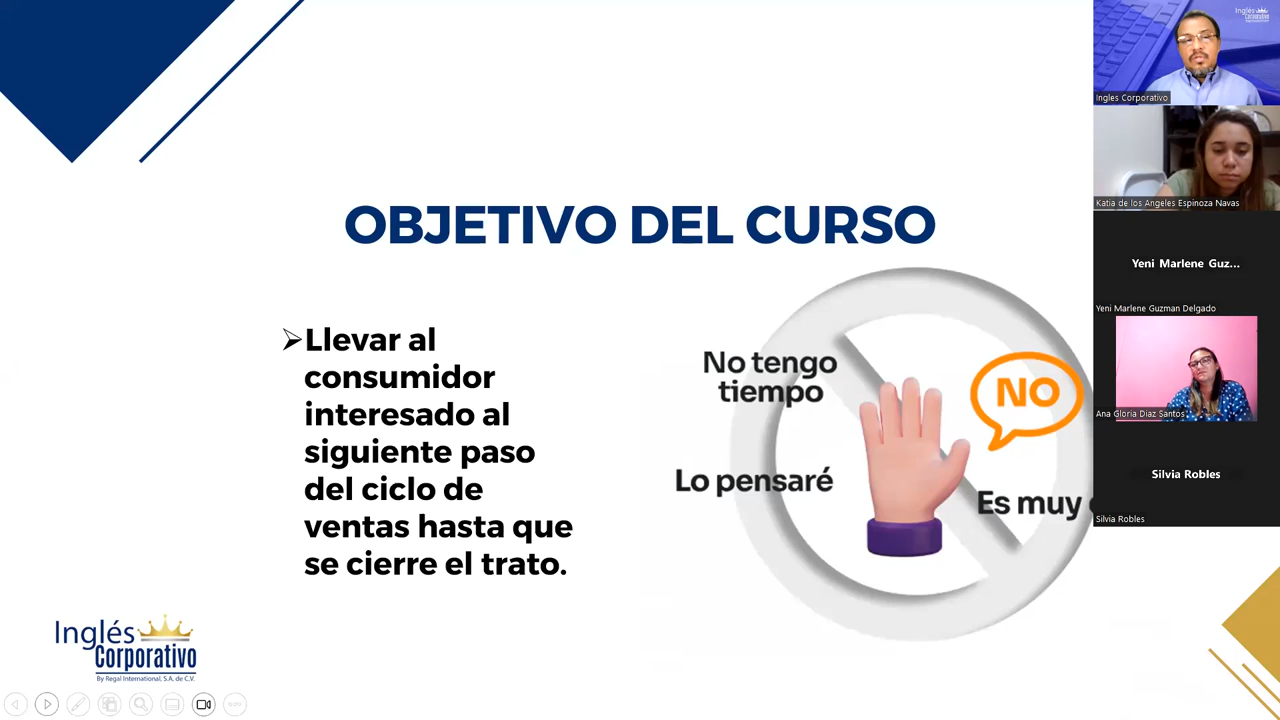 OBJETIVO DEL CURSO
➢Llevar al
consumidor
interesado al
siguiente paso
del ciclo de
ventas hasta que
se cierre el trato.
No tengo
tiempo
NO
Lo pensaré
Es muy
Inglés
Corporativo
By Regal International, S.A. de C.V.
Inglés
Corporativo
Ingles Corporativo
Katia de los Angeles Espinoza Navas
Yeni Marlene Guz...
Yeni Marlene Guzman Delgado
Ana Gloria Diaz Santos
Silvia Robles
Silvia Robles